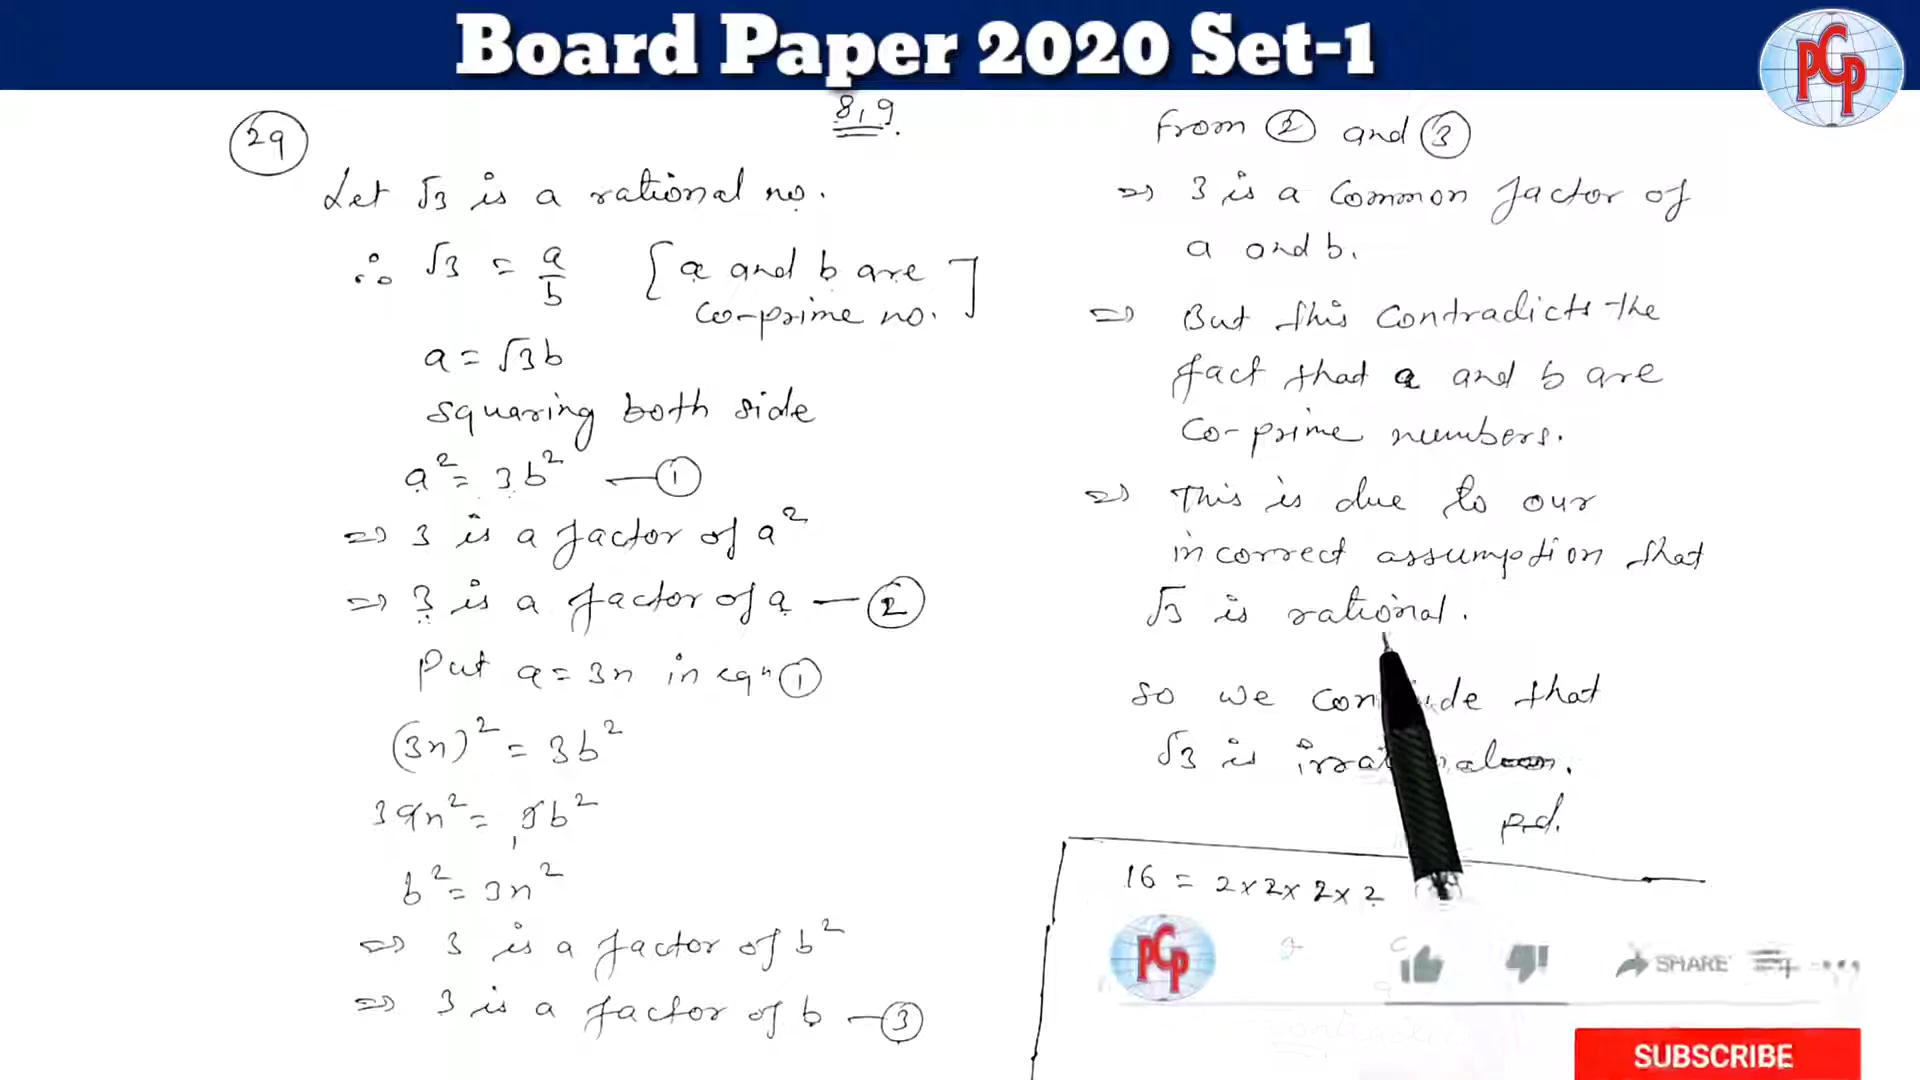 Board Paper 2020 Set-1
PCP
8, 9.
29
Let √3 is a rational no.
∴ √3 = a/b [a and b are
co-prime no.]
a = √3b
squaring both side
a² = 3b² — ①
⇒ 3 is a factor of a²
⇒ 3 is a factor of a — ②
Put a = 3n in eqⁿ ①
(3n)² = 3b²
3 9n² = 3b²
1
b² = 3n²
⇒ 3 is a factor of b²
⇒ 3 is a factor of b — ③
from ② and ③
⇒ 3 is a common factor of
a and b.
⇒ But this contradicts the
fact that a and b are
co-prime numbers.
⇒ This is due to our
incorrect assumption that
√3 is rational.
so we conclude that
√3 is irrational.
16 = 2 × 2 × 2 × 2
PCP
SHARE
SUBSCRIBE